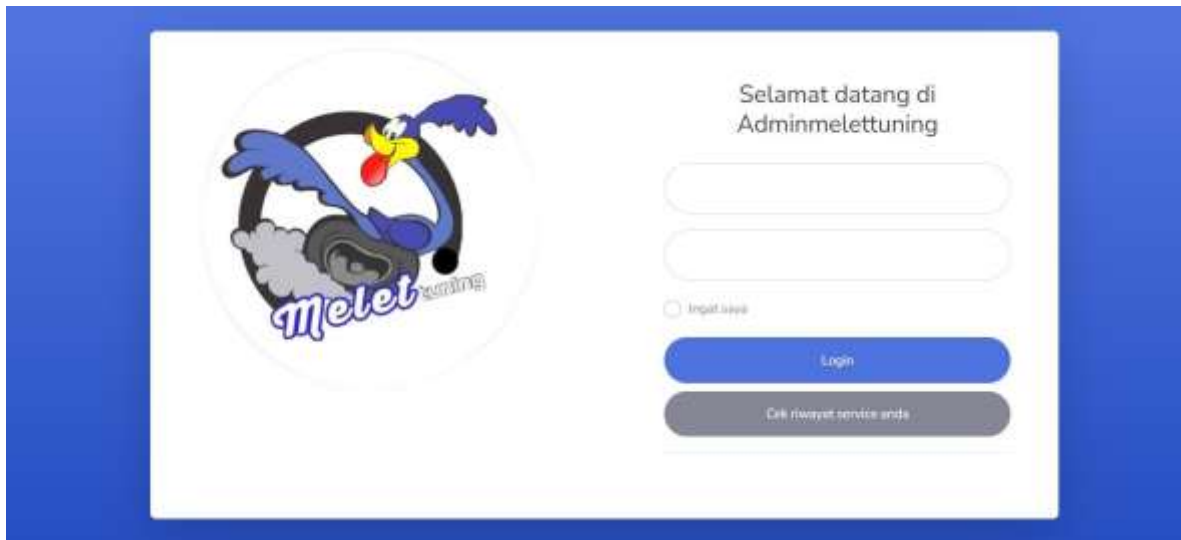 Melet tuning
Selamat datang di
Adminmelettuning
Ingat saya
Login
Cek riwayat service anda